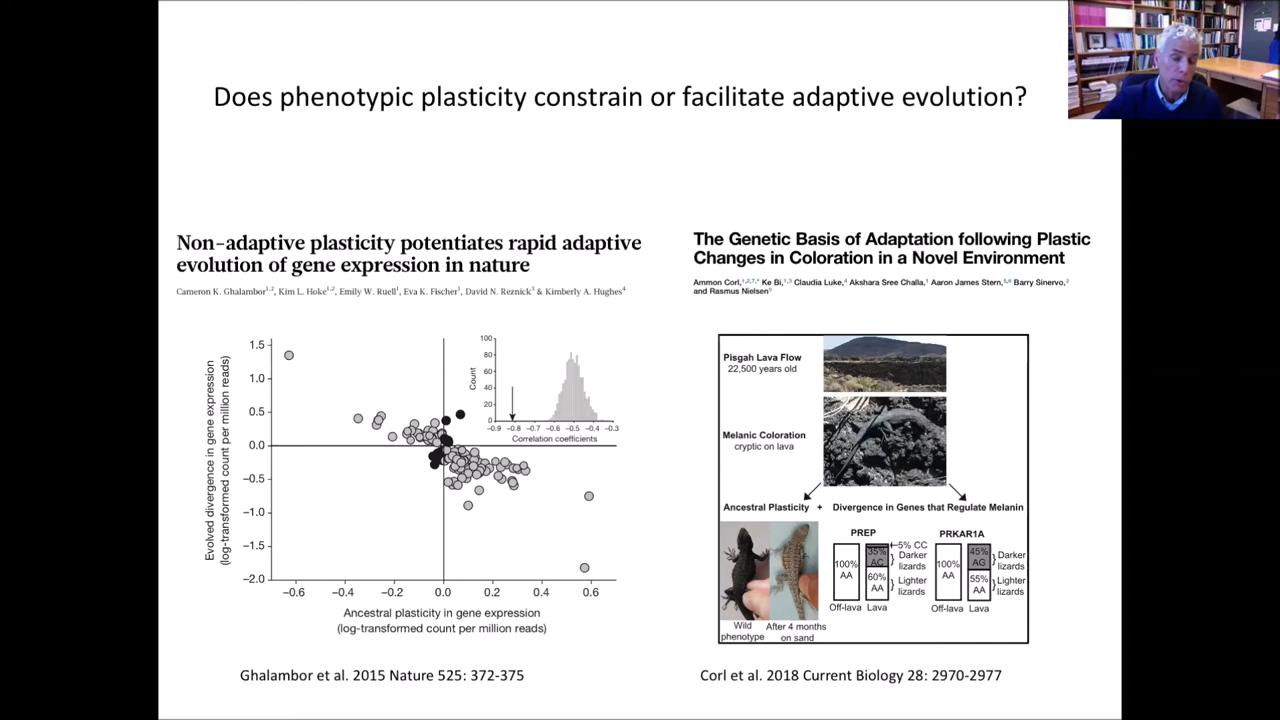 Does phenotypic plasticity constrain or facilitate adaptive evolution?
Non-adaptive plasticity potentiates rapid adaptive
evolution of gene expression in nature
Cameron K. Ghalambor1,2, Kim L. Hoke1,2, Emily W. Ruell1, Eva K. Fischer1, David N. Reznick3 & Kimberly A. Hughes4
Evolved divergence in gene expression
(log-transformed count per million reads)
1.5
1.0
0.5
0.0
−0.5
−1.0
−1.5
−2.0
−0.6 −0.4 −0.2 0.0 0.2 0.4 0.6
Ancestral plasticity in gene expression
(log-transformed count per million reads)
Count
100
80
60
40
20
0
−0.9 −0.8 −0.7 −0.6 −0.5 −0.4 −0.3
Correlation coefficients
Ghalambor et al. 2015 Nature 525: 372-375
The Genetic Basis of Adaptation following Plastic
Changes in Coloration in a Novel Environment
Ammon Corl, Ke Bi, Claudia Luke, Akshara Sree Challa, Aaron James Stern, Barry Sinervo,
and Rasmus Nielsen
Pisgah Lava Flow
22,500 years old
Melanic Coloration
cryptic on lava
Ancestral Plasticity + Divergence in Genes that Regulate Melanin
Wild
phenotype
After 4 months
on sand
PREP
100%
AA
5% CC
35%
AC
60%
AA
Darker
lizards
Lighter
lizards
Off-lava Lava
PRKAR1A
100%
AA
45%
AG
55%
AA
Darker
lizards
Lighter
lizards
Off-lava Lava
Corl et al. 2018 Current Biology 28: 2970-2977